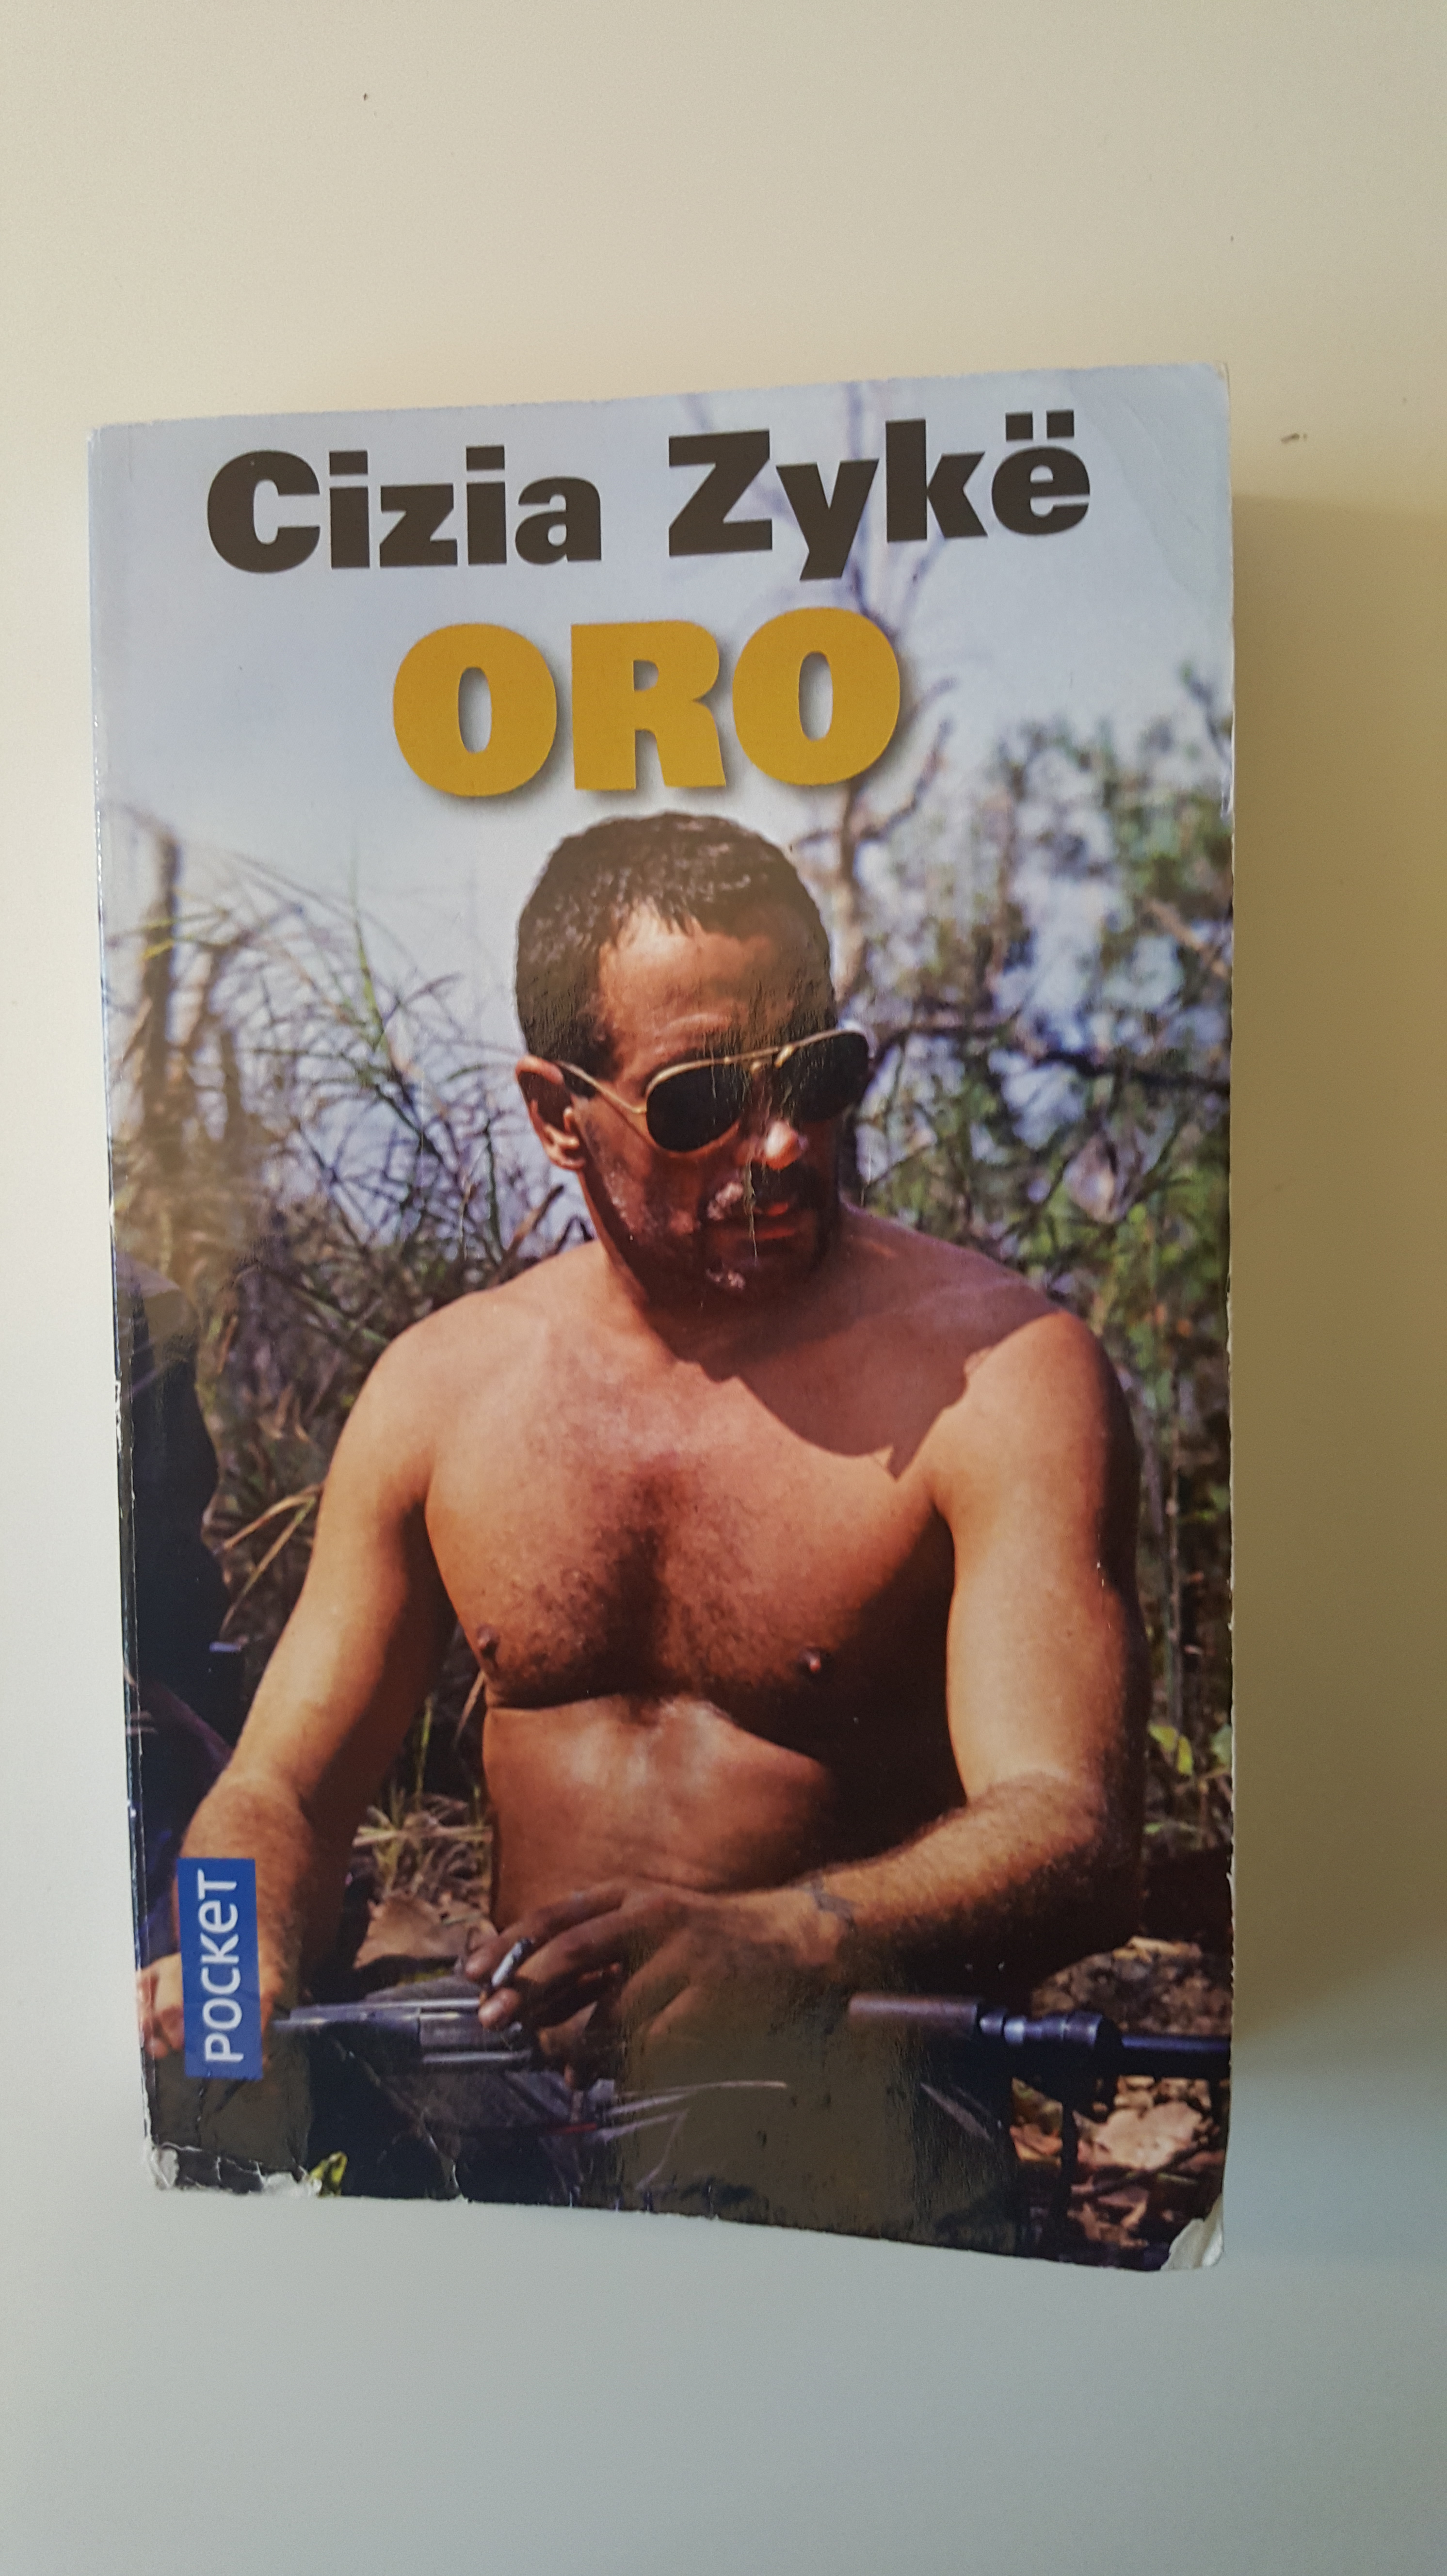 Cizia Zykë
ORO
POCKET